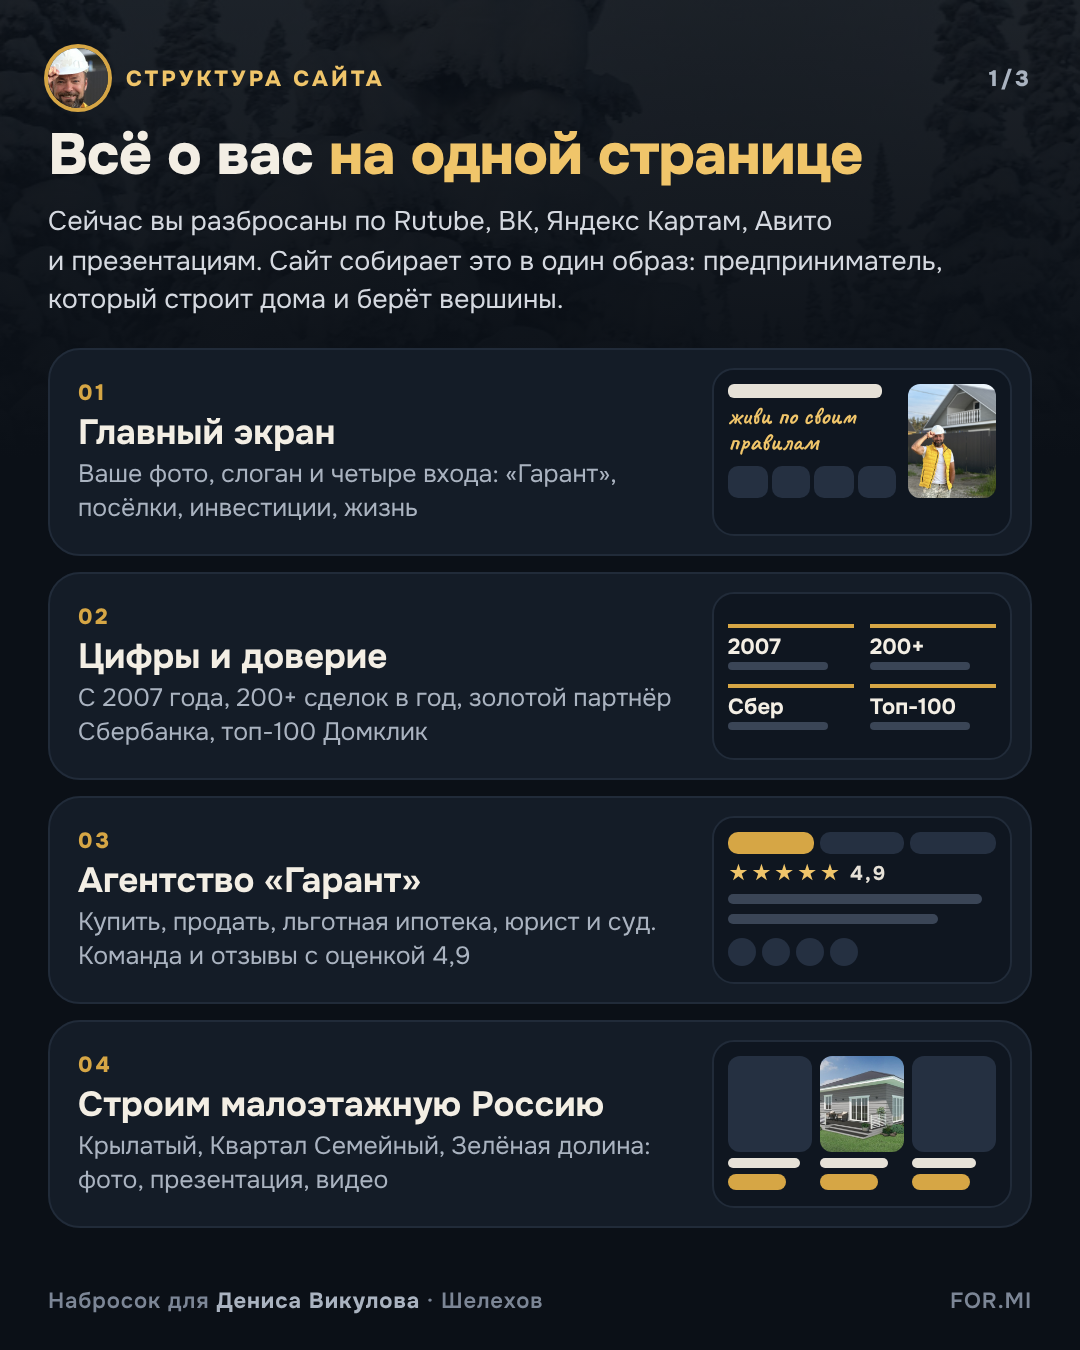 СТРУКТУРА САЙТА
1/3
Всё о вас на одной странице
Сейчас вы разбросаны по Rutube, ВК, Яндекс Картам, Авито
и презентациям. Сайт собирает это в один образ: предприниматель,
который строит дома и берёт вершины.
01
Главный экран
Ваше фото, слоган и четыре входа: «Гарант»,
посёлки, инвестиции, жизнь
живи по своим
правилам
02
Цифры и доверие
С 2007 года, 200+ сделок в год, золотой партнёр
Сбербанка, топ-100 Домклик
2007
200+
Сбер
Топ-100
03
Агентство «Гарант»
Купить, продать, льготная ипотека, юрист и суд.
Команда и отзывы с оценкой 4,9
★★★★★ 4,9
04
Строим малоэтажную Россию
Крылатый, Квартал Семейный, Зелёная долина:
фото, презентация, видео
Набросок для Дениса Викулова · Шелехов
FOR.MI